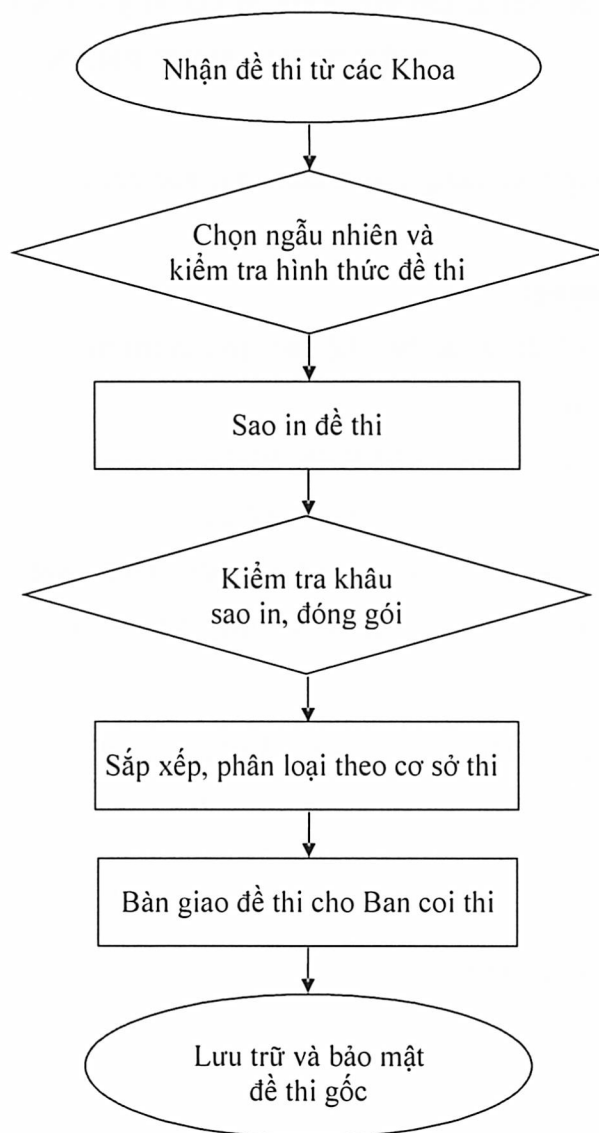 Nhận đề thi từ các Khoa
Chọn ngẫu nhiên và
kiểm tra hình thức đề thi
Sao in đề thi
Kiểm tra khâu
sao in, đóng gói
Sắp xếp, phân loại theo cơ sở thi
Bàn giao đề thi cho Ban coi thi
Lưu trữ và bảo mật
đề thi gốc